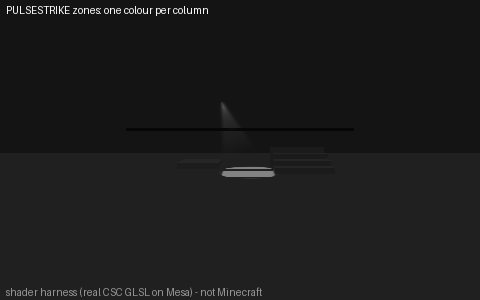 PULSESTRIKE zones: one colour per column
shader harness (real CSC GLSL on Mesa) - not Minecraft